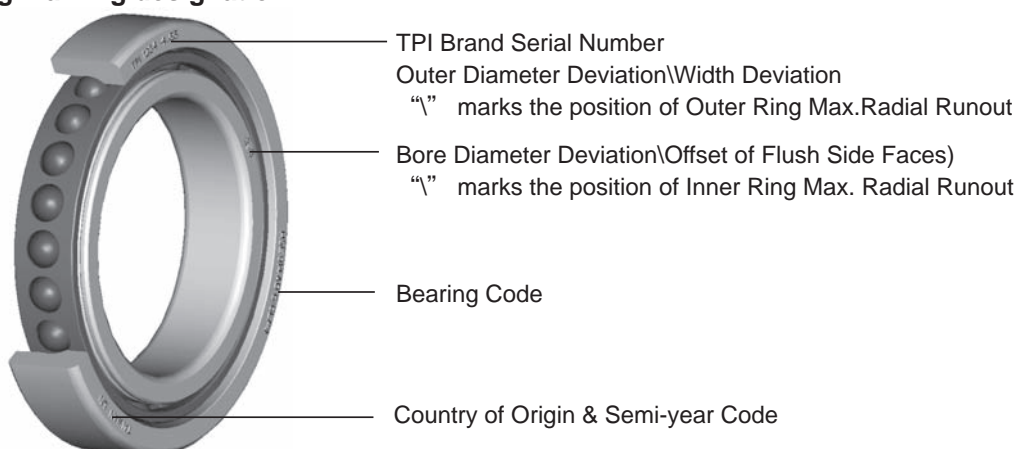 TPI Brand Serial Number
Outer Diameter Deviation\Width Deviation
“\” marks the position of Outer Ring Max.Radial Runout
Bore Diameter Deviation\Offset of Flush Side Faces)
“\” marks the position of Inner Ring Max. Radial Runout
Bearing Code
Country of Origin & Semi-year Code